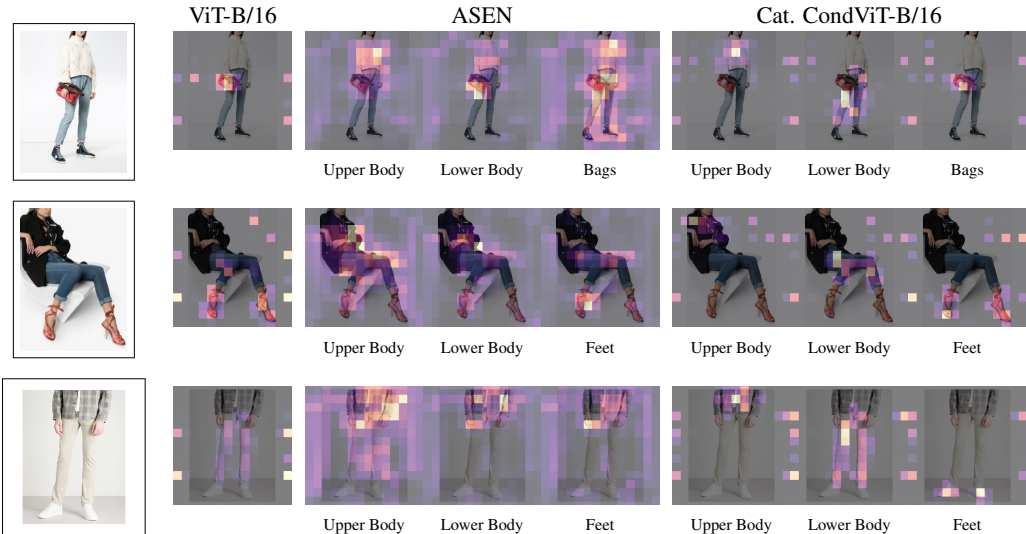 ViT-B/16 ASEN Cat. CondViT-B/16
Upper Body Lower Body Bags Upper Body Lower Body Bags
Upper Body Lower Body Feet Upper Body Lower Body Feet
Upper Body Lower Body Feet Upper Body Lower Body Feet